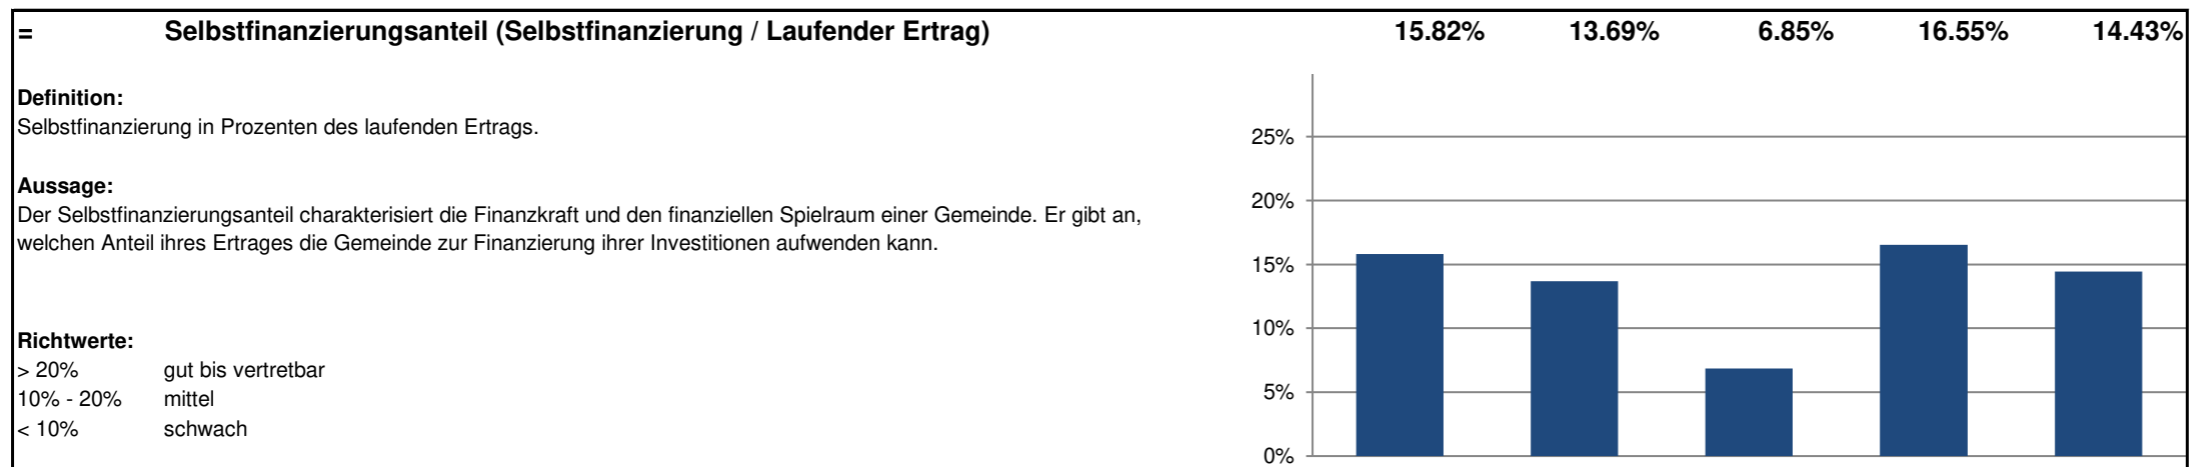 = Selbstfinanzierungsanteil (Selbstfinanzierung / Laufender Ertrag) 15.82% 13.69% 6.85% 16.55% 14.43%
Definition:
Selbstfinanzierung in Prozenten des laufenden Ertrags.
Aussage:
Der Selbstfinanzierungsanteil charakterisiert die Finanzkraft und den finanziellen Spielraum einer Gemeinde. Er gibt an,
welchen Anteil ihres Ertrages die Gemeinde zur Finanzierung ihrer Investitionen aufwenden kann.
Richtwerte:
> 20% gut bis vertretbar
10% - 20% mittel
< 10% schwach
25%
20%
15%
10%
5%
0%